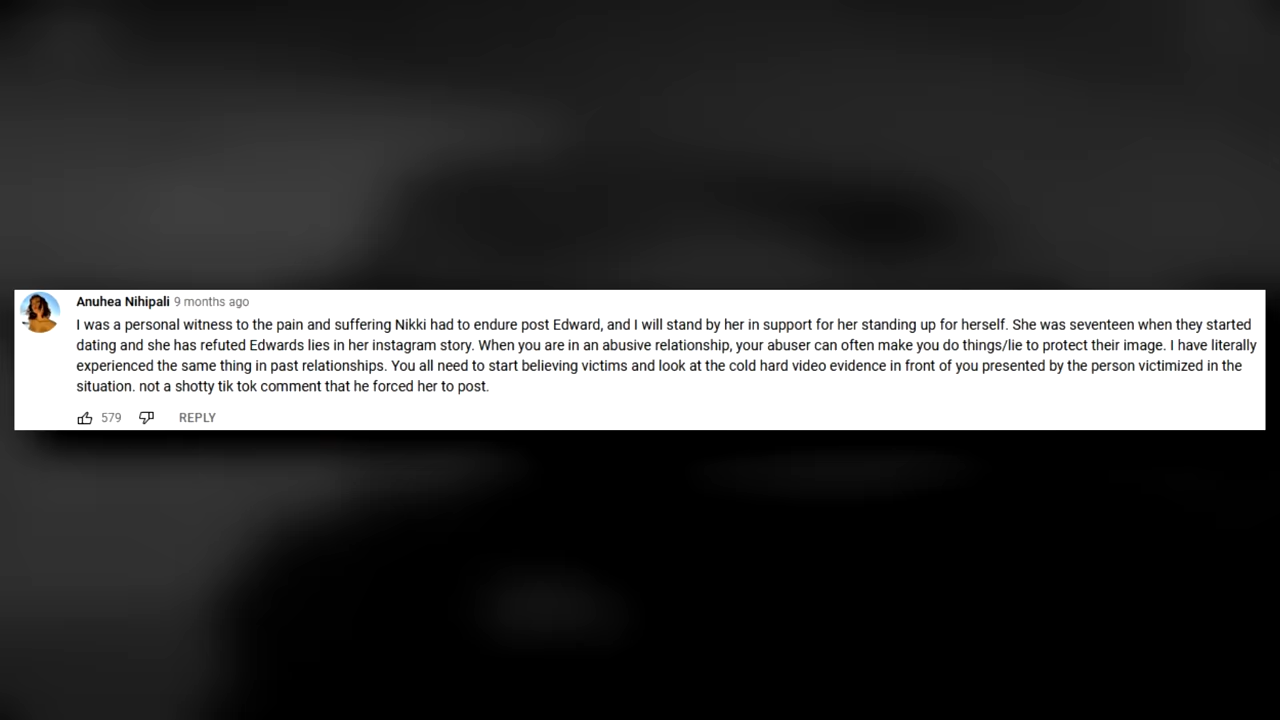 Anuhea Nihipali 9 months ago
I was a personal witness to the pain and suffering Nikki had to endure post Edward, and I will stand by her in support for her standing up for herself. She was seventeen when they started
dating and she has refuted Edwards lies in her instagram story. When you are in an abusive relationship, your abuser can often make you do things/lie to protect their image. I have literally
experienced the same thing in past relationships. You all need to start believing victims and look at the cold hard video evidence in front of you presented by the person victimized in the
situation. not a shotty tik tok comment that he forced her to post.
579 REPLY